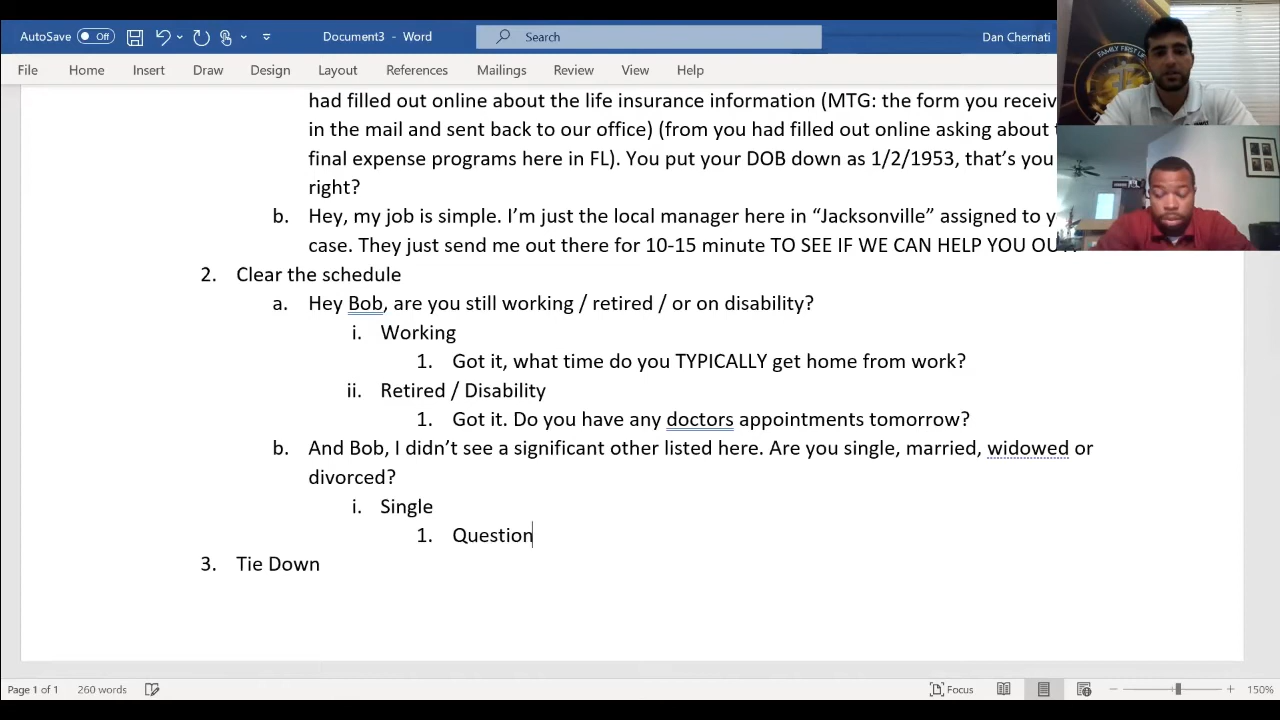 AutoSave Off Document3 - Word Search Dan Chernati
File Home Insert Draw Design Layout References Mailings Review View Help
FAMILY FIRST
had filled out online about the life insurance information (MTG: the form you
in the mail and sent back to our office) (from you had filled out online asking about
final expense programs here in FL). You put your DOB down as 1/2/1953, that's you
right?
b. Hey, my job is simple. I'm just the local manager here in “Jacksonville” assigned to
case. They just send me out there for 10-15 minute TO SEE IF WE CAN HELP YOU
2. Clear the schedule
a. Hey Bob, are you still working / retired / or on disability?
i. Working
1. Got it, what time do you TYPICALLY get home from work?
ii. Retired / Disability
1. Got it. Do you have any doctors appointments tomorrow?
b. And Bob, I didn't see a significant other listed here. Are you single, married, widowed or
divorced?
i. Single
1. Question
3. Tie Down
Page 1 of 1 260 words Focus 150%